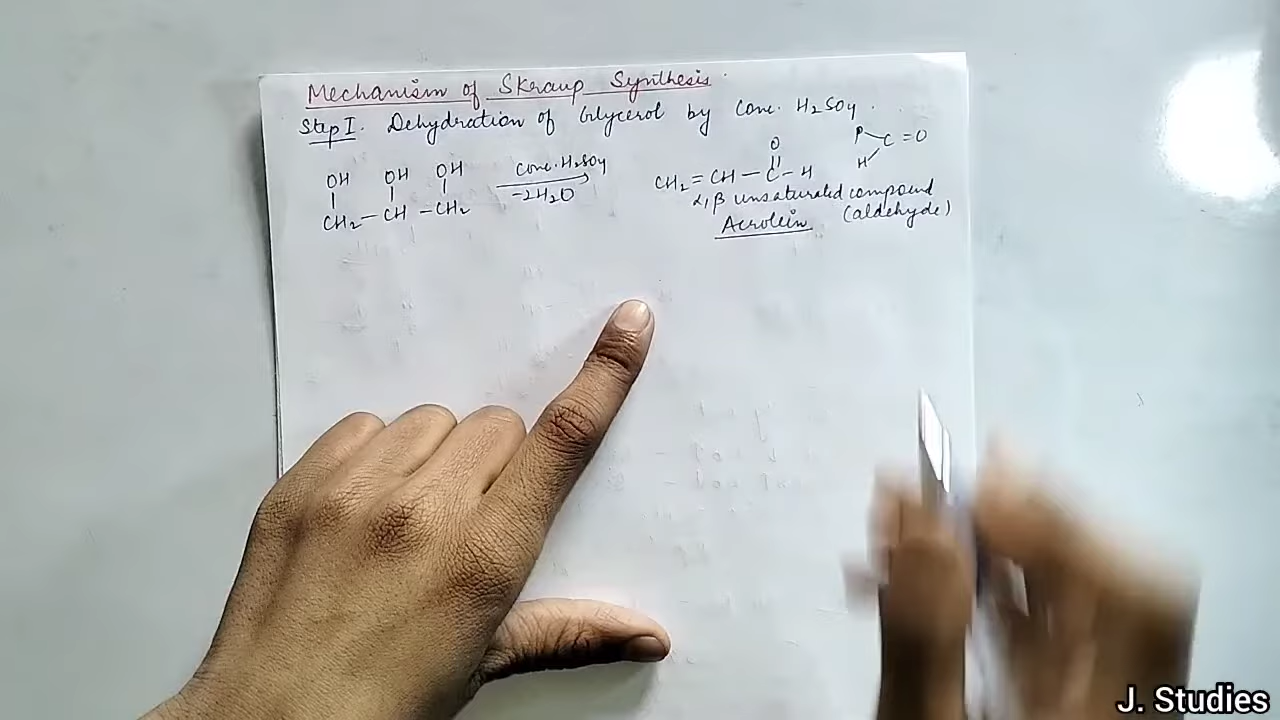 Mechanism of Skraup Synthesis.
Step I. Dehydration of Glycerol by Conc. H2SO4.
OH OH OH
CH2 - CH - CH2
Conc. H2SO4
-2H2O
O
CH2 = CH - C - H
α,β unsaturated compound
Acrolein (aldehyde)
R
C = O
H
J. Studies